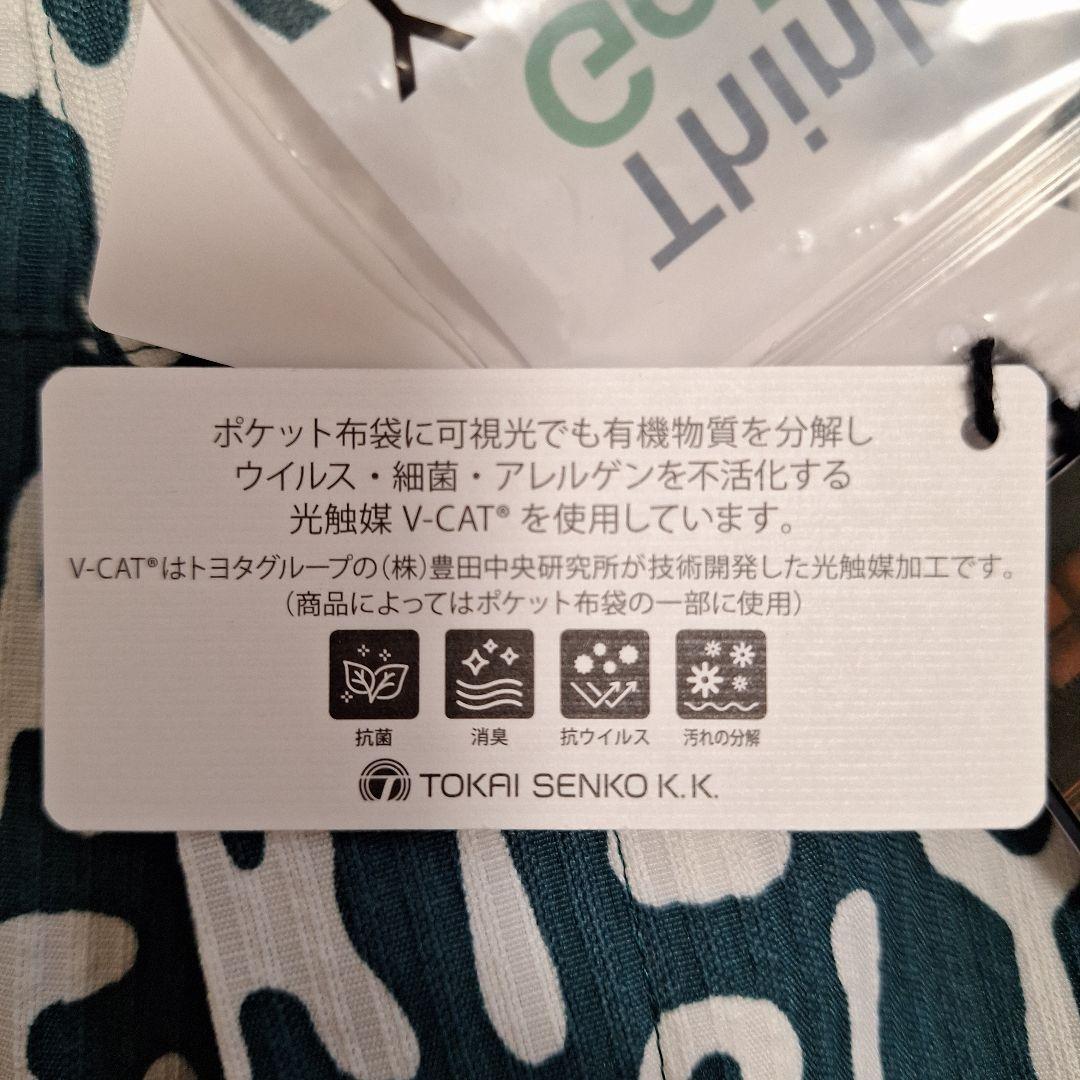 ポケット布袋に可視光でも有機物質を分解し
ウイルス・細菌・アレルゲンを不活化する
光触媒 V-CAT® を使用しています。
V-CAT®はトヨタグループの(株)豊田中央研究所が技術開発した光触媒加工です。
(商品によってはポケット布袋の一部に使用)
抗菌 消臭 抗ウイルス 汚れの分解
TOKAI SENKO K.K.